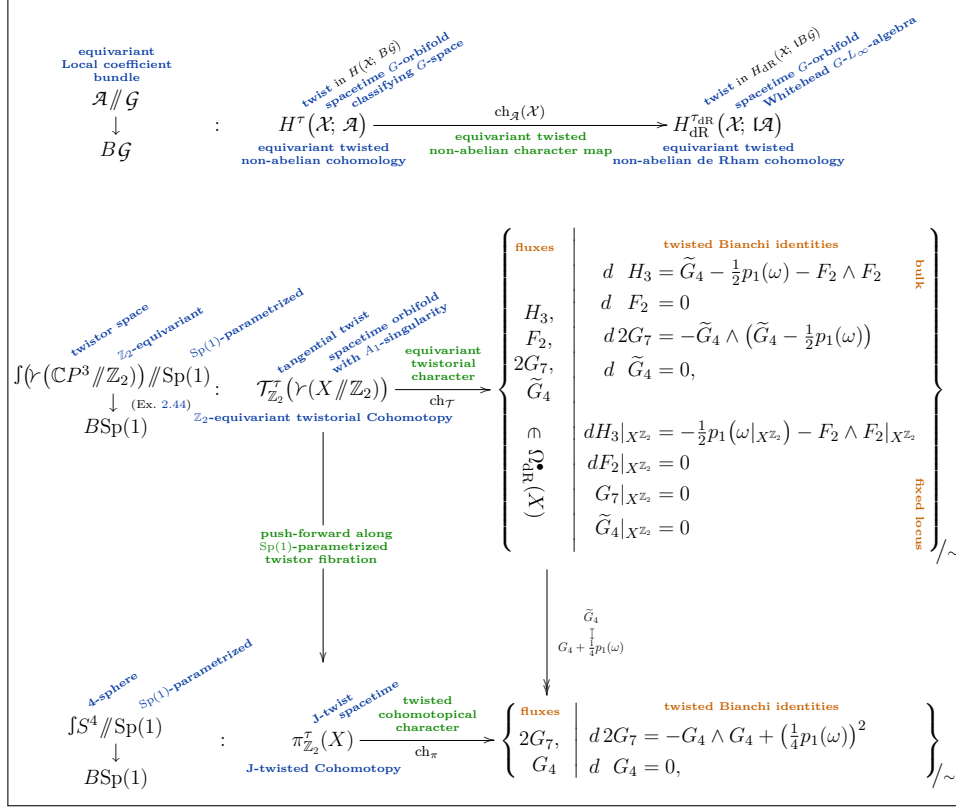 equivariant
Local coefficient
bundle
𝒜⫽𝒢
↓
B𝒢
:
twist in H(𝒳; B𝒢)
spacetime G-orbifold
classifying G-space
H^τ(𝒳; 𝒜)
equivariant twisted
non-abelian cohomology
ch_𝒜(𝒳)
equivariant twisted
non-abelian character map
twist in H_dR(𝒳; 𝔩B𝒢)
spacetime G-orbifold
Whitehead G-L_∞-algebra
H^{τ_dR}_dR(𝒳; 𝔩𝒜)
equivariant twisted
non-abelian de Rham cohomology
twistor space
ℤ₂-equivariant
Sp(1)-parametrized
ʃ(ʏ(ℂP³⫽ℤ₂))⫽Sp(1)
↓ (Ex. 2.44)
BSp(1)
:
tangential twist
spacetime orbifold
with A₁-singularity
𝒯^τ_{ℤ₂}(ʏ(X⫽ℤ₂))
ℤ₂-equivariant twistorial Cohomotopy
equivariant
twistorial
character
ch_𝒯
fluxes
H₃,
F₂,
2G₇,
G̃₄
∈ Ω^•_dR(X)
twisted Bianchi identities
bulk
d H₃ = G̃₄ − ½p₁(ω) − F₂ ∧ F₂
d F₂ = 0
d 2G₇ = −G̃₄ ∧ (G̃₄ − ½p₁(ω))
d G̃₄ = 0,
fixed locus
dH₃|_{X^{ℤ₂}} = −½p₁(ω|_{X^{ℤ₂}}) − F₂ ∧ F₂|_{X^{ℤ₂}}
dF₂|_{X^{ℤ₂}} = 0
G₇|_{X^{ℤ₂}} = 0
G̃₄|_{X^{ℤ₂}} = 0
/∼
push-forward along
Sp(1)-parametrized
twistor fibration
G̃₄
↧
G₄ + ¼p₁(ω)
4-sphere
Sp(1)-parametrized
ʃS⁴⫽Sp(1)
↓
BSp(1)
:
J-twist
spacetime
π^τ_{ℤ₂}(X)
J-twisted Cohomotopy
twisted
cohomotopical
character
ch_π
fluxes
2G₇,
G₄
twisted Bianchi identities
d 2G₇ = −G₄ ∧ G₄ + (¼p₁(ω))²
d G₄ = 0,
/∼